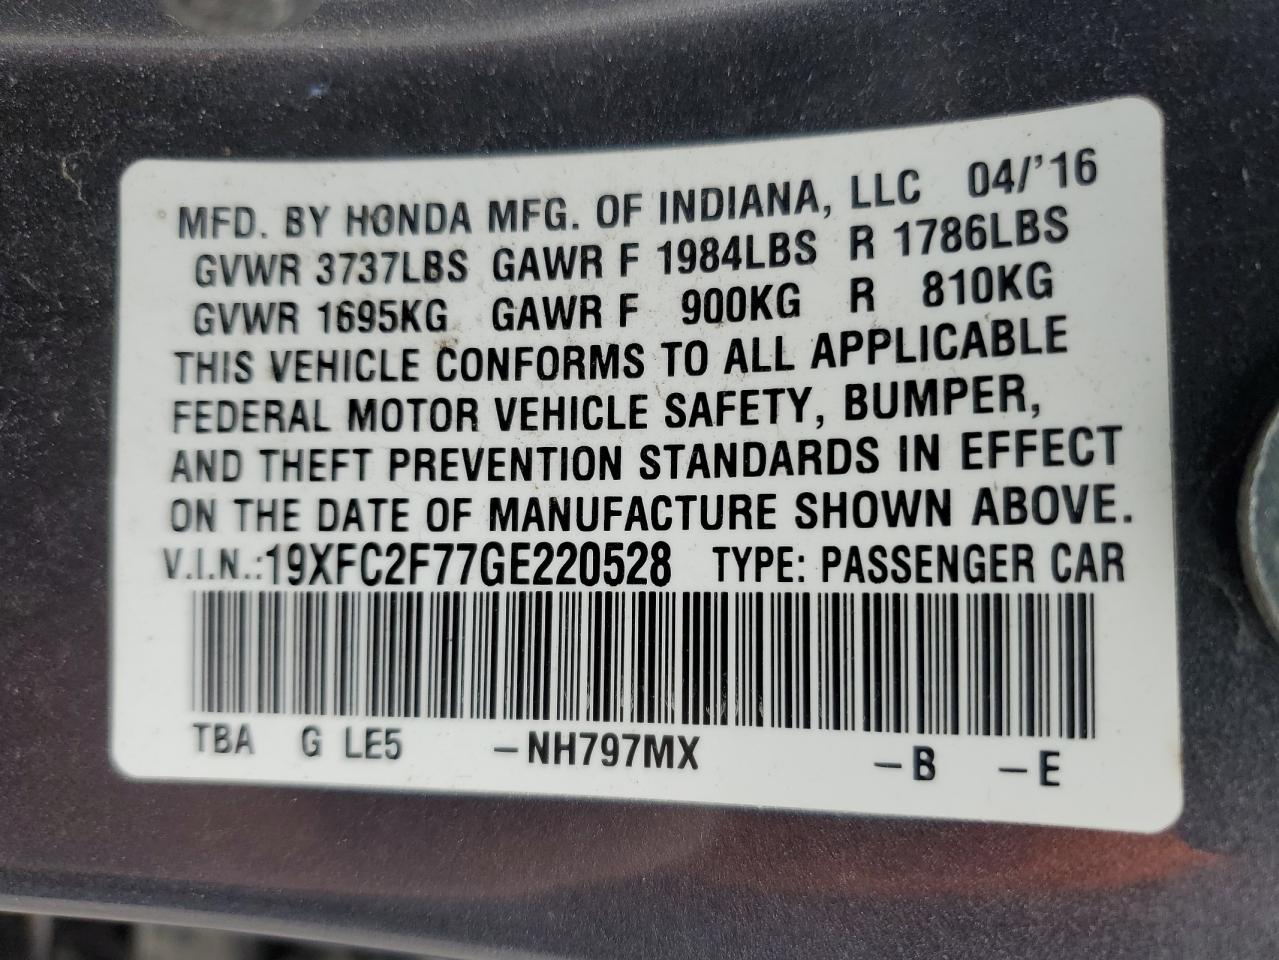 MFD. BY HONDA MFG. OF INDIANA, LLC 04/'16
GVWR 3737LBS GAWR F 1984LBS R 1786LBS
GVWR 1695KG GAWR F 900KG R 810KG
THIS VEHICLE CONFORMS TO ALL APPLICABLE
FEDERAL MOTOR VEHICLE SAFETY, BUMPER,
AND THEFT PREVENTION STANDARDS IN EFFECT
ON THE DATE OF MANUFACTURE SHOWN ABOVE.
V.I.N.:19XFC2F77GE220528 TYPE: PASSENGER CAR
TBA G LE5 –NH797MX –B –E